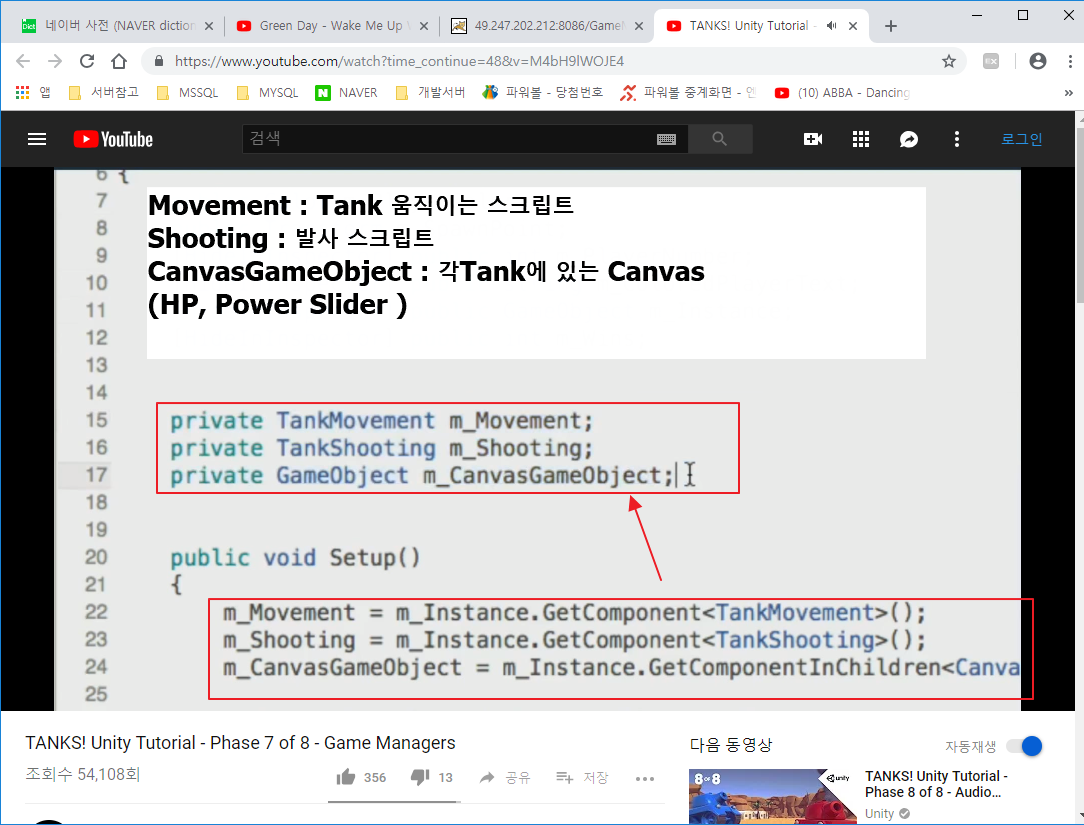 네이버 사전 (NAVER diction
Green Day - Wake Me Up
49.247.202.212:8086/Game
TANKS! Unity Tutorial -
https://www.youtube.com/watch?time_continue=48&v=M4bH9lWOJE4
앱
서버참고
MSSQL
MYSQL
NAVER
개발서버
파워볼 - 당첨번호
파워볼 중계화면 -
(10) ABBA - Dancing
YouTube
검색
로그인
6 {
7
8
9
10
11
12
13
14
Movement : Tank 움직이는 스크립트
Shooting : 발사 스크립트
CanvasGameObject : 각Tank에 있는 Canvas
(HP, Power Slider )
15 private TankMovement m_Movement;
16 private TankShooting m_Shooting;
17 private GameObject m_CanvasGameObject;
18
19
20 public void Setup()
21 {
22 m_Movement = m_Instance.GetComponent<TankMovement>();
23 m_Shooting = m_Instance.GetComponent<TankShooting>();
24 m_CanvasGameObject = m_Instance.GetComponentInChildren<Canva
25
TANKS! Unity Tutorial - Phase 7 of 8 - Game Managers
조회수 54,108회
356
13
공유
저장
다음 동영상
자동재생
8 OF 8
unity
TANKS! Unity Tutorial -
Phase 8 of 8 - Audio...
Unity